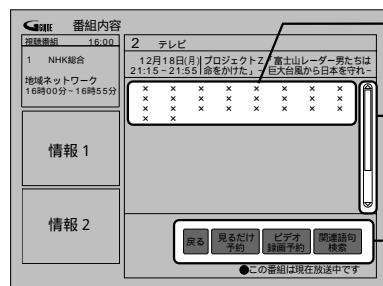 GUIDE 番組内容
視聴番組 16:00
1 NHK総合
地域ネットワーク
16時00分~16時55分
情報 1
情報 2
2 テレビ
12月18日(月) プロジェクトZ「富士山レーダー男たちは
21:15-21:55 命をかけた」-巨大台風から日本を守れ-
× × × × × × × ×
× × × × × × × ×
× × × × × × × ×
× ×
戻る
見るだけ
予約
ビデオ
録画予約
関連語句
検索
●この番組は現在放送中です